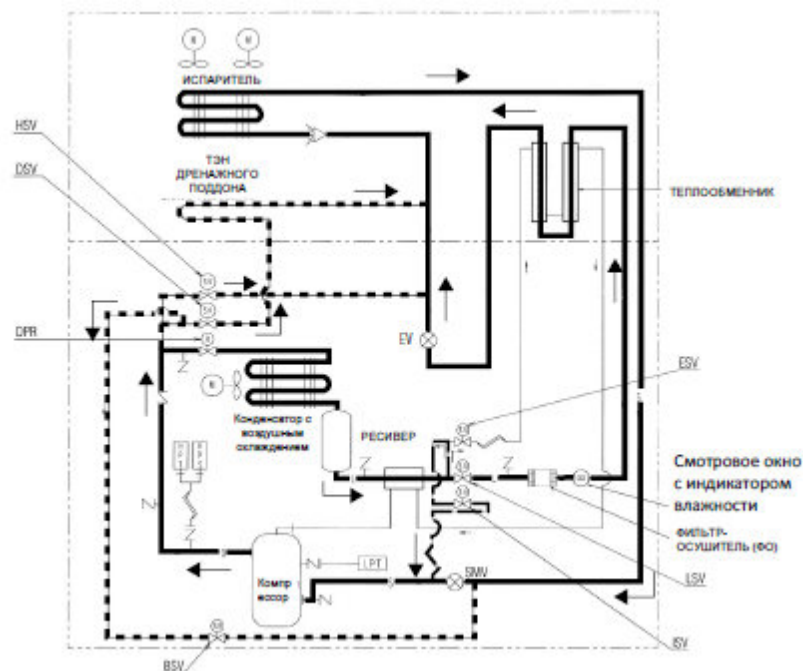 M M
ИСПАРИТЕЛЬ
HSV
DSV
ТЭН
ДРЕНАЖНОГО
ПОДДОНА
ТЕПЛООБМЕННИК
DPR
EV
ESV
M
Конденсатор с
воздушным
охлаждением
РЕСИВЕР
Смотровое окно
с индикатором
влажности
ФИЛЬТР-
ОСУШИТЕЛЬ (ФО)
LPT
SMV
LSV
Компр
ессор
ISV
BSV